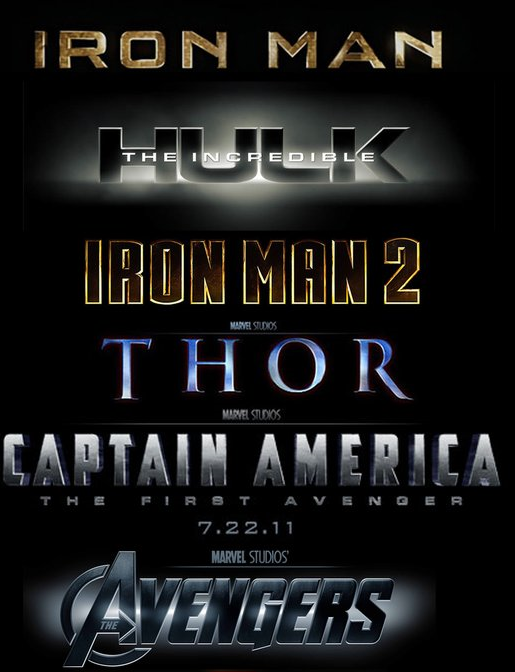 IRON MAN
THE INCREDIBLE
HULK
IRON MAN 2
MARVEL STUDIOS
THOR
MARVEL STUDIOS
CAPTAIN AMERICA
THE FIRST AVENGER
7.22.11
MARVEL STUDIOS'
THE AVENGERS